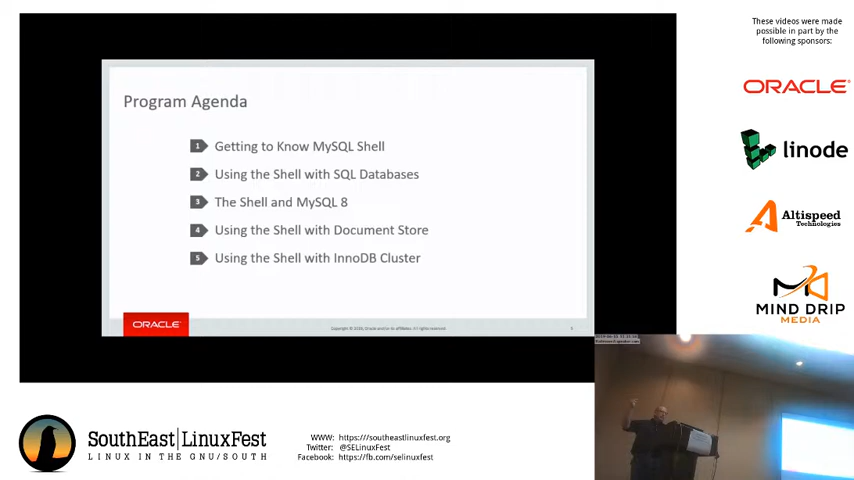 Program Agenda
1 Getting to Know MySQL Shell
2 Using the Shell with SQL Databases
3 The Shell and MySQL 8
4 Using the Shell with Document Store
5 Using the Shell with InnoDB Cluster
ORACLE
These videos were made
possible in part by the
following sponsors:
ORACLE®
linode
Altispeed
Technologies
MIND DRIP
MEDIA
SouthEast|LinuxFest
LINUX IN THE GNU/SOUTH
WWW: https://southeastlinuxfest.org
Twitter: @SELinuxFest
Facebook: https://fb.com/selinuxfest